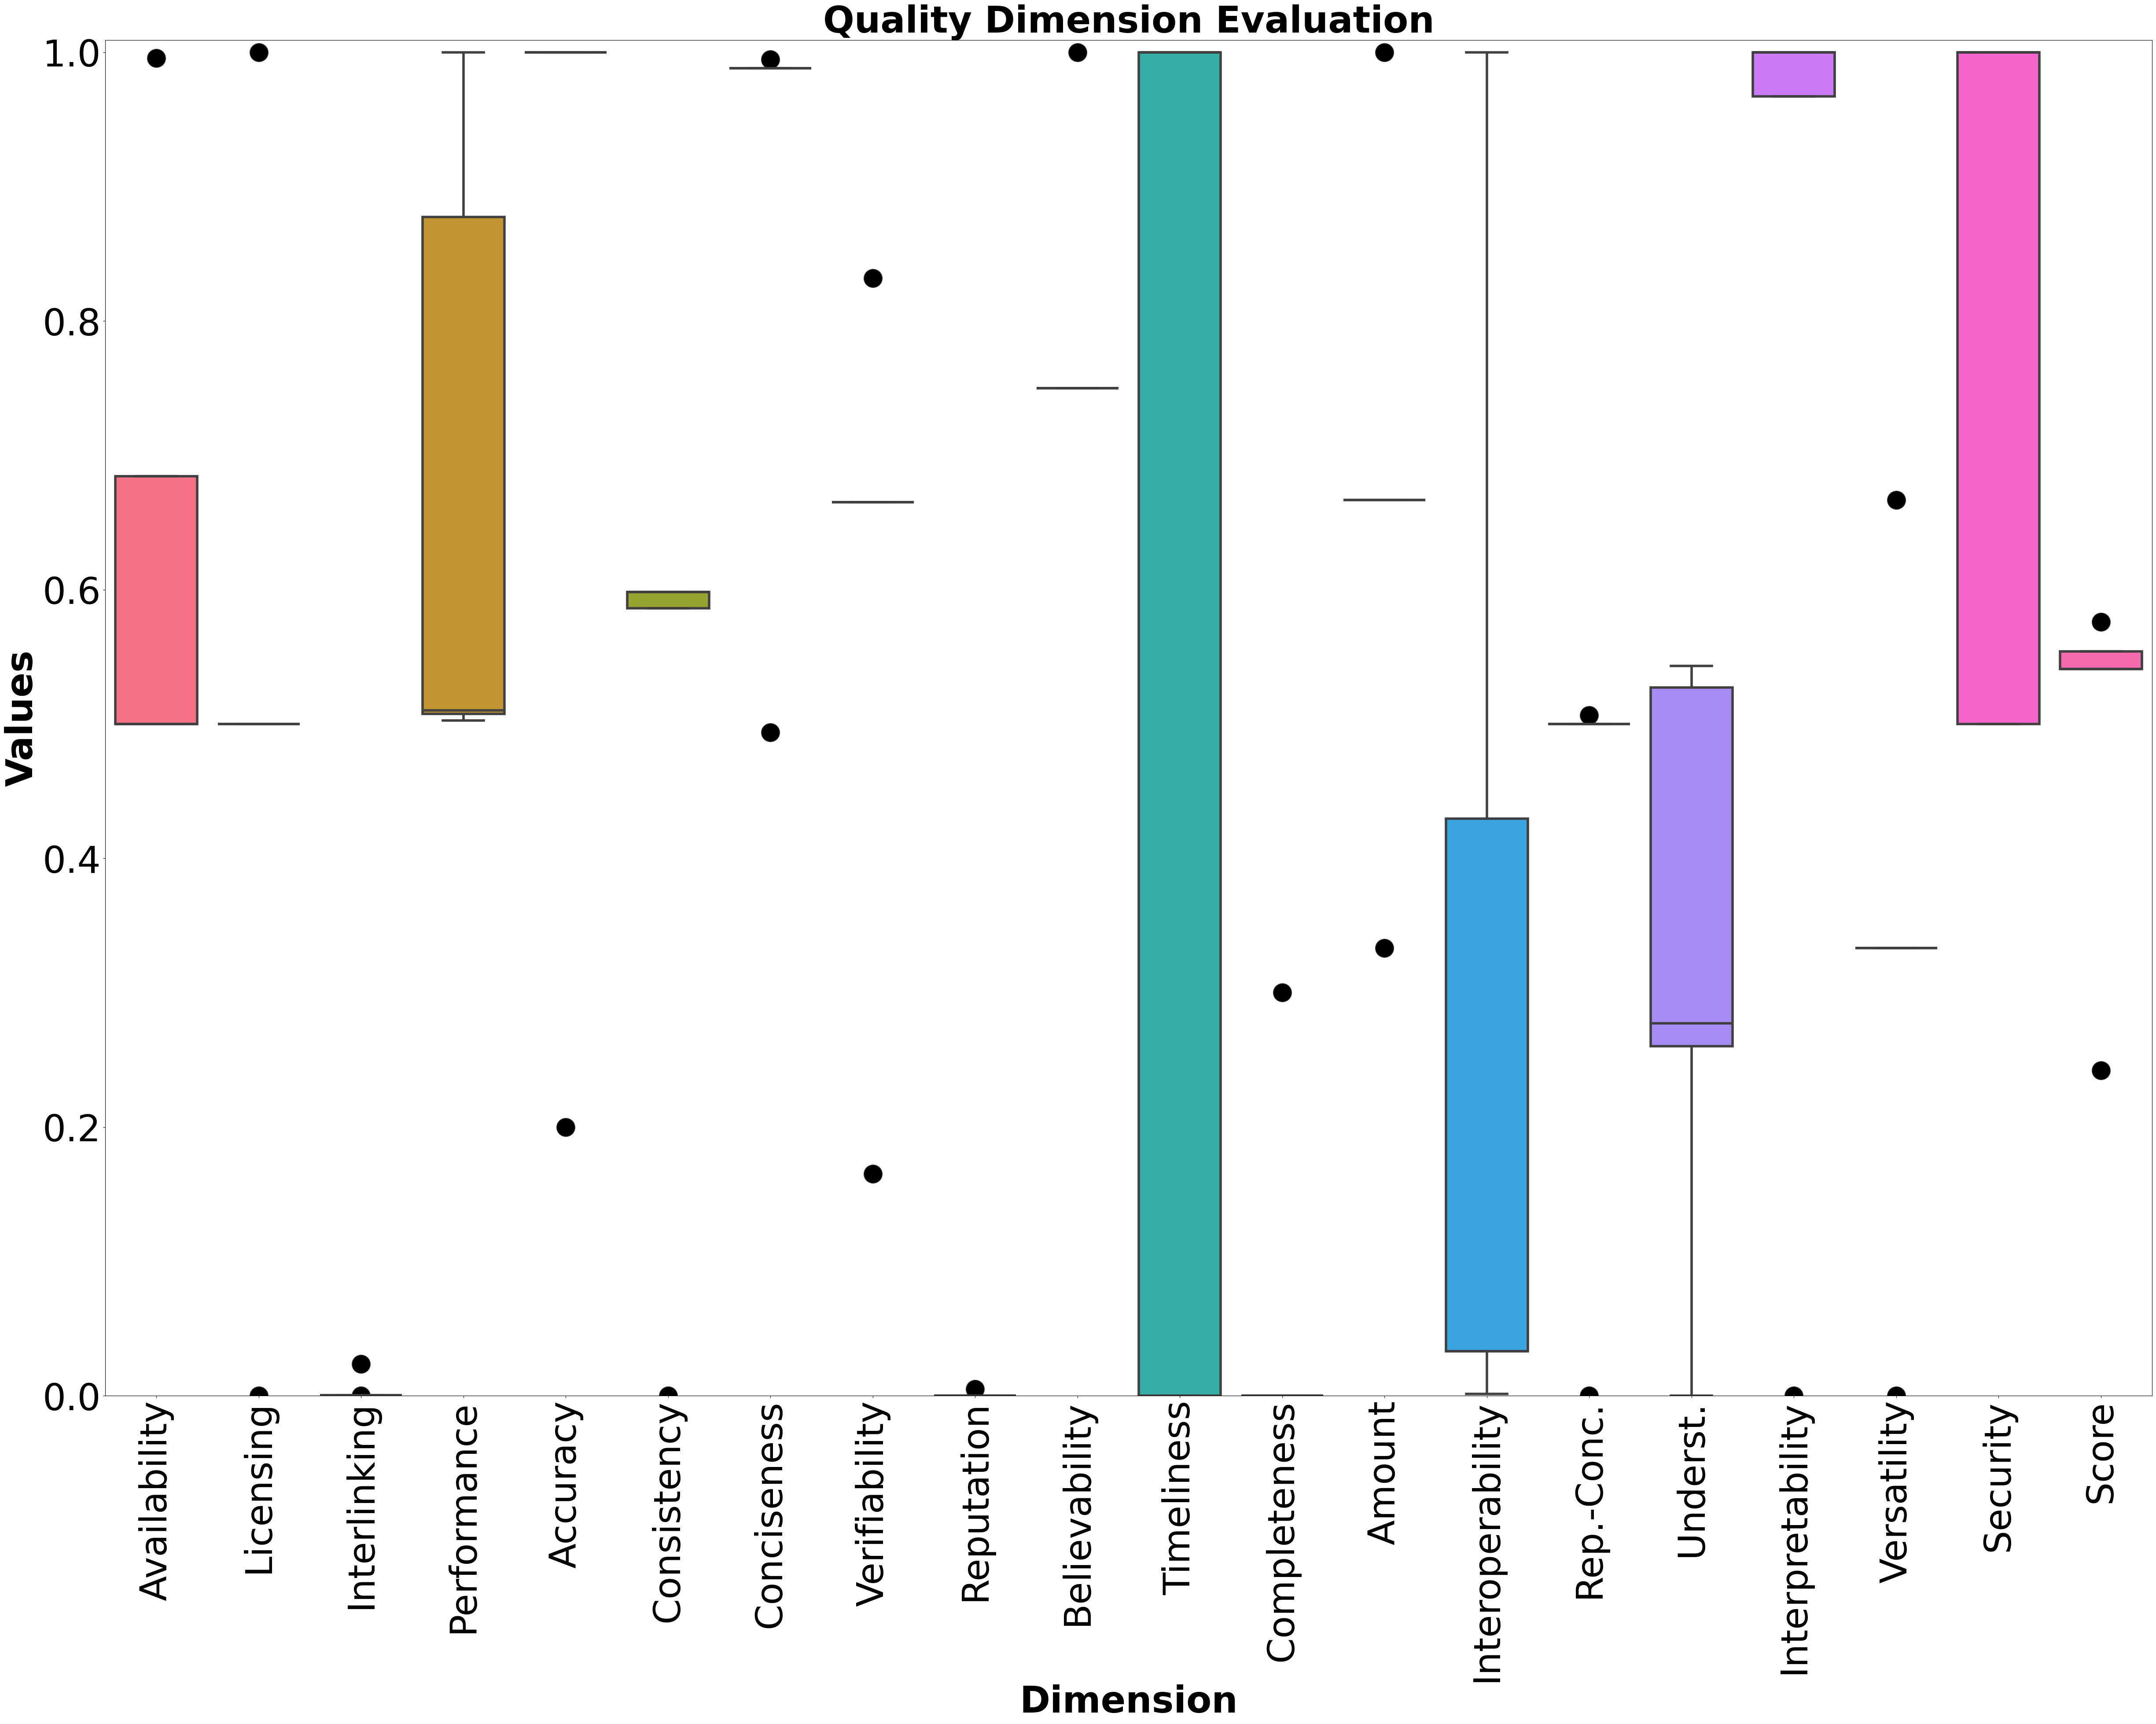 Quality Dimension Evaluation
1.0
0.8
0.6
0.4
0.2
0.0
Values
Availability
Licensing
Interlinking
Performance
Accuracy
Consistency
Conciseness
Verifiability
Reputation
Believability
Timeliness
Completeness
Amount
Interoperability
Rep.-Conc.
Underst.
Interpretability
Versatility
Security
Score
Dimension